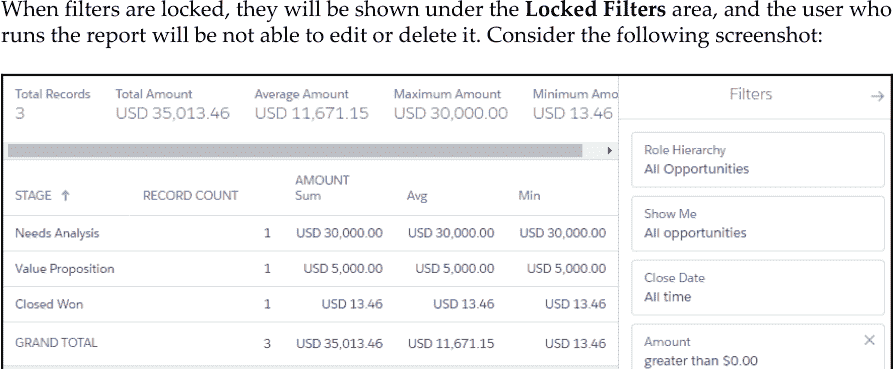 When filters are locked, they will be shown under the Locked Filters area, and the user who
runs the report will be not able to edit or delete it. Consider the following screenshot:
Total Records Total Amount Average Amount Maximum Amount Minimum Amo
3 USD 35,013.46 USD 11,671.15 USD 30,000.00 USD 13.46
STAGE ↑ RECORD COUNT AMOUNT
Sum Avg Min
Needs Analysis 1 USD 30,000.00 USD 30,000.00 USD 30,000.00
Value Proposition 1 USD 5,000.00 USD 5,000.00 USD 5,000.00
Closed Won 1 USD 13.46 USD 13.46 USD 13.46
GRAND TOTAL 3 USD 35,013.46 USD 11,671.15 USD 13.46
Filters →
Role Hierarchy
All Opportunities
Show Me
All opportunities
Close Date
All time
Amount ×
greater than $0.00